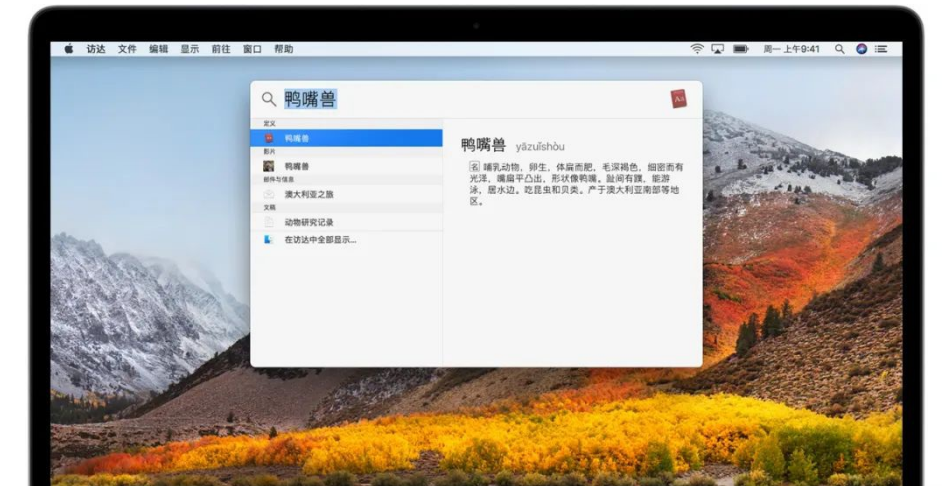 访达 文件 编辑 显示 前往 窗口 帮助
周一 上午9:41
鸭嘴兽
Aa
定义
鸭嘴兽
影片
鸭嘴兽
邮件与信息
澳大利亚之旅
文稿
动物研究记录
在访达中全部显示...
鸭嘴兽 yāzuǐshòu
名 哺乳动物，卵生，体扁而肥，毛深褐色，细密而有
光泽，嘴扁平凸出，形状像鸭嘴。趾间有蹼，能游
泳，居水边。吃昆虫和贝类。产于澳大利亚南部等地
区。